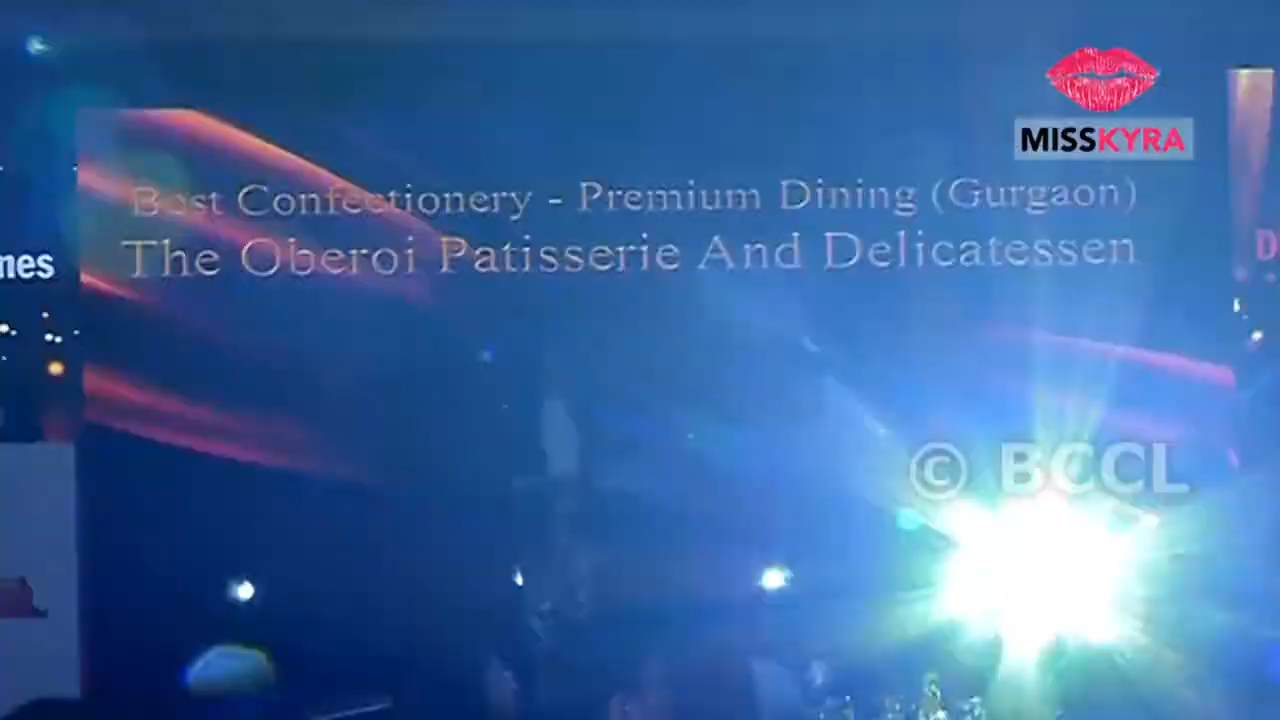 MISSKYRA
Best Confectionery - Premium Dining (Gurgaon)
The Oberoi Patisserie And Delicatessen
mes
D
© BCCL